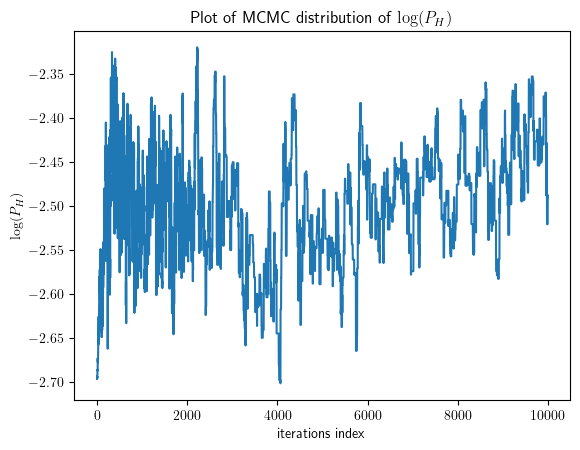 Plot of MCMC distribution of log(P_H)
−2.35
−2.40
−2.45
−2.50
−2.55
−2.60
−2.65
−2.70
log(P_H)
0 2000 4000 6000 8000 10000
iterations index